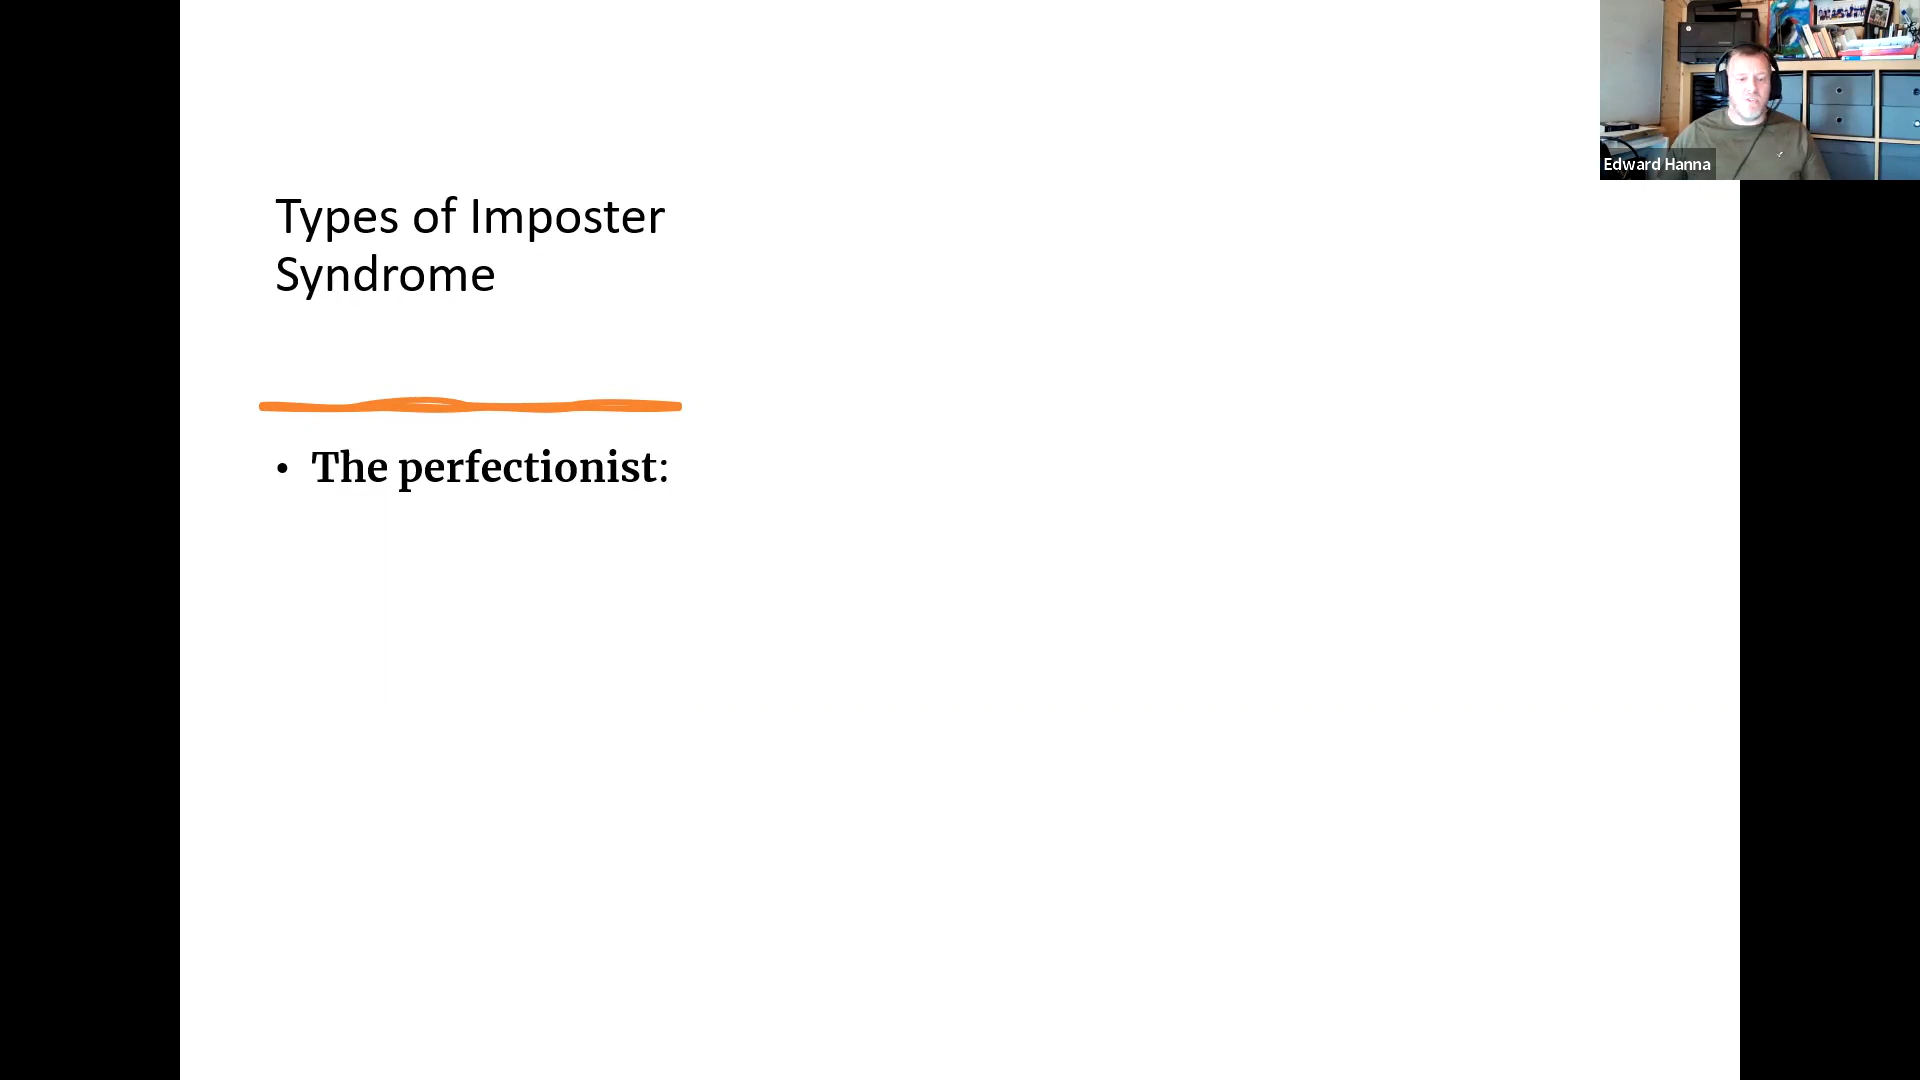 Types of Imposter
Syndrome
• The perfectionist:
Edward Hanna